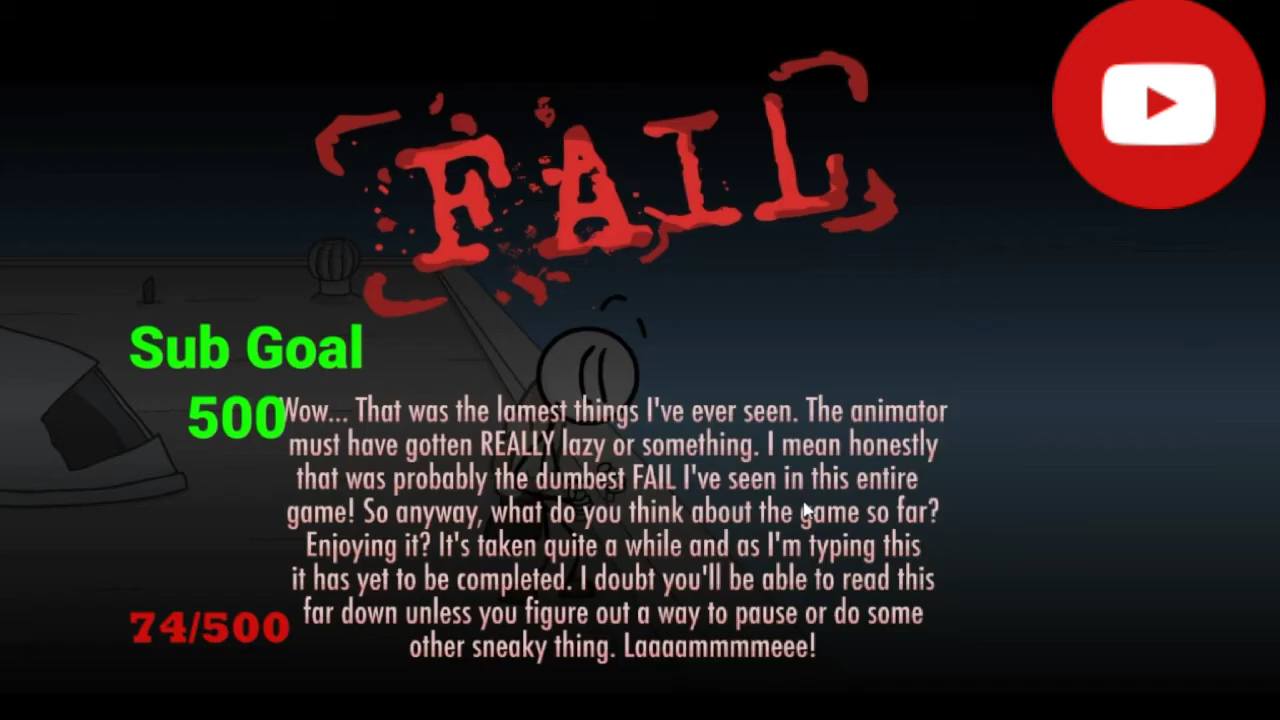 FAIL
Sub Goal
500
Wow... That was the lamest things I've ever seen. The animator
must have gotten REALLY lazy or something. I mean honestly
that was probably the dumbest FAIL I've seen in this entire
game! So anyway, what do you think about the game so far?
Enjoying it? It's taken quite a while and as I'm typing this
it has yet to be completed. I doubt you'll be able to read this
far down unless you figure out a way to pause or do some
other sneaky thing. Laaaammmmeee!
74/500